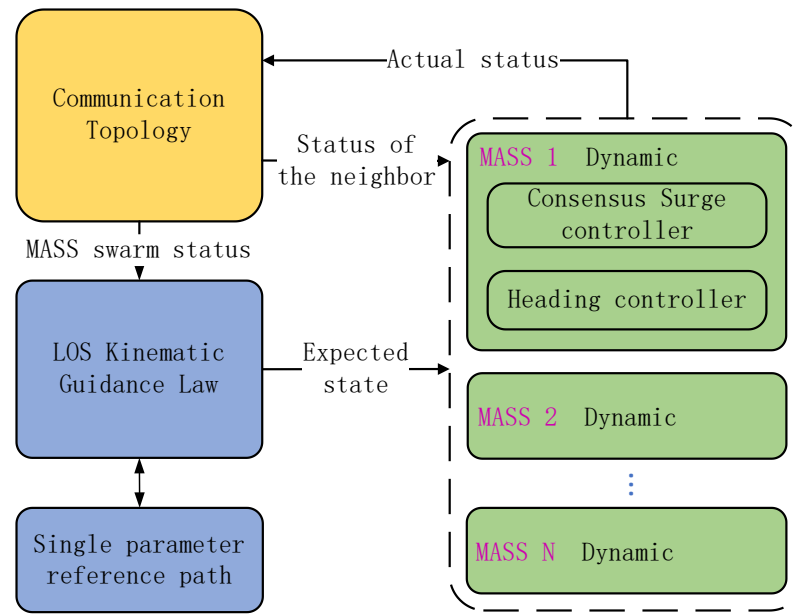 Communication
Topology
Actual status
Status of
the neighbor
MASS swarm status
LOS Kinematic
Guidance Law
Expected
state
Single parameter
reference path
MASS 1 Dynamic
Consensus Surge
controller
Heading controller
MASS 2 Dynamic
MASS N Dynamic